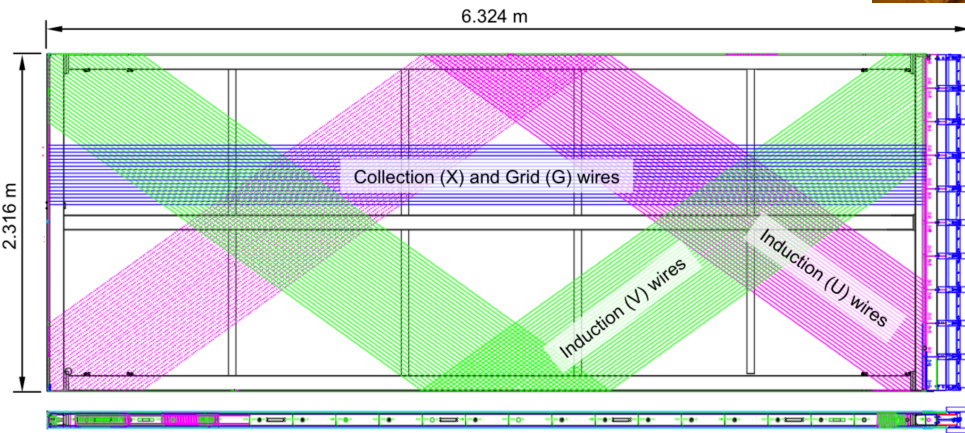 6.324 m
2.316 m
Collection (X) and Grid (G) wires
Induction (V) wires
Induction (U) wires